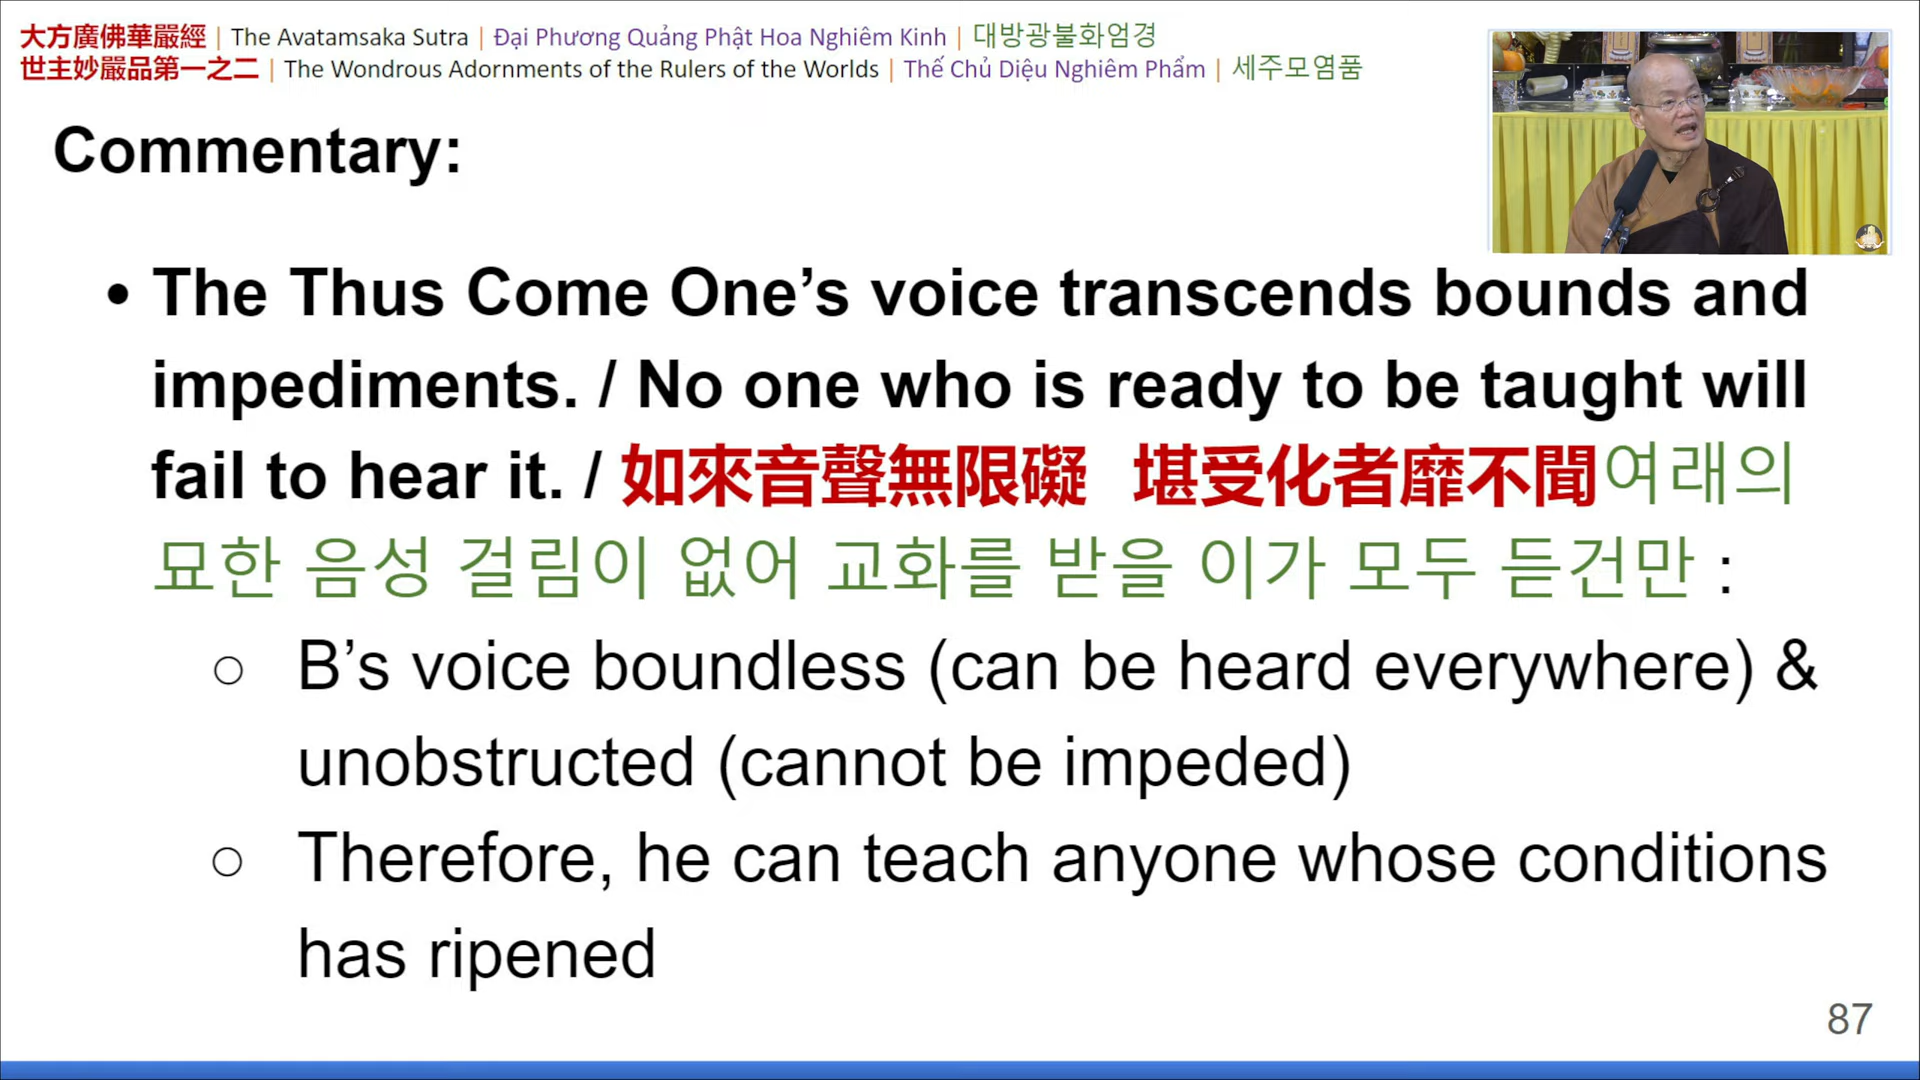 大方廣佛華嚴經 | The Avatamsaka Sutra | Đại Phương Quảng Phật Hoa Nghiêm Kinh | 대방광불화엄경
世主妙嚴品第一之二 | The Wondrous Adornments of the Rulers of the Worlds | Thế Chủ Diệu Nghiêm Phẩm | 세주모염품
Commentary:
• The Thus Come One’s voice transcends bounds and
impediments. / No one who is ready to be taught will
fail to hear it. / 如來音聲無限礙 堪受化者靡不聞여래의
묘한 음성 걸림이 없어 교화를 받을 이가 모두 듣건만 :
○ B’s voice boundless (can be heard everywhere) &
unobstructed (cannot be impeded)
○ Therefore, he can teach anyone whose conditions
has ripened
87